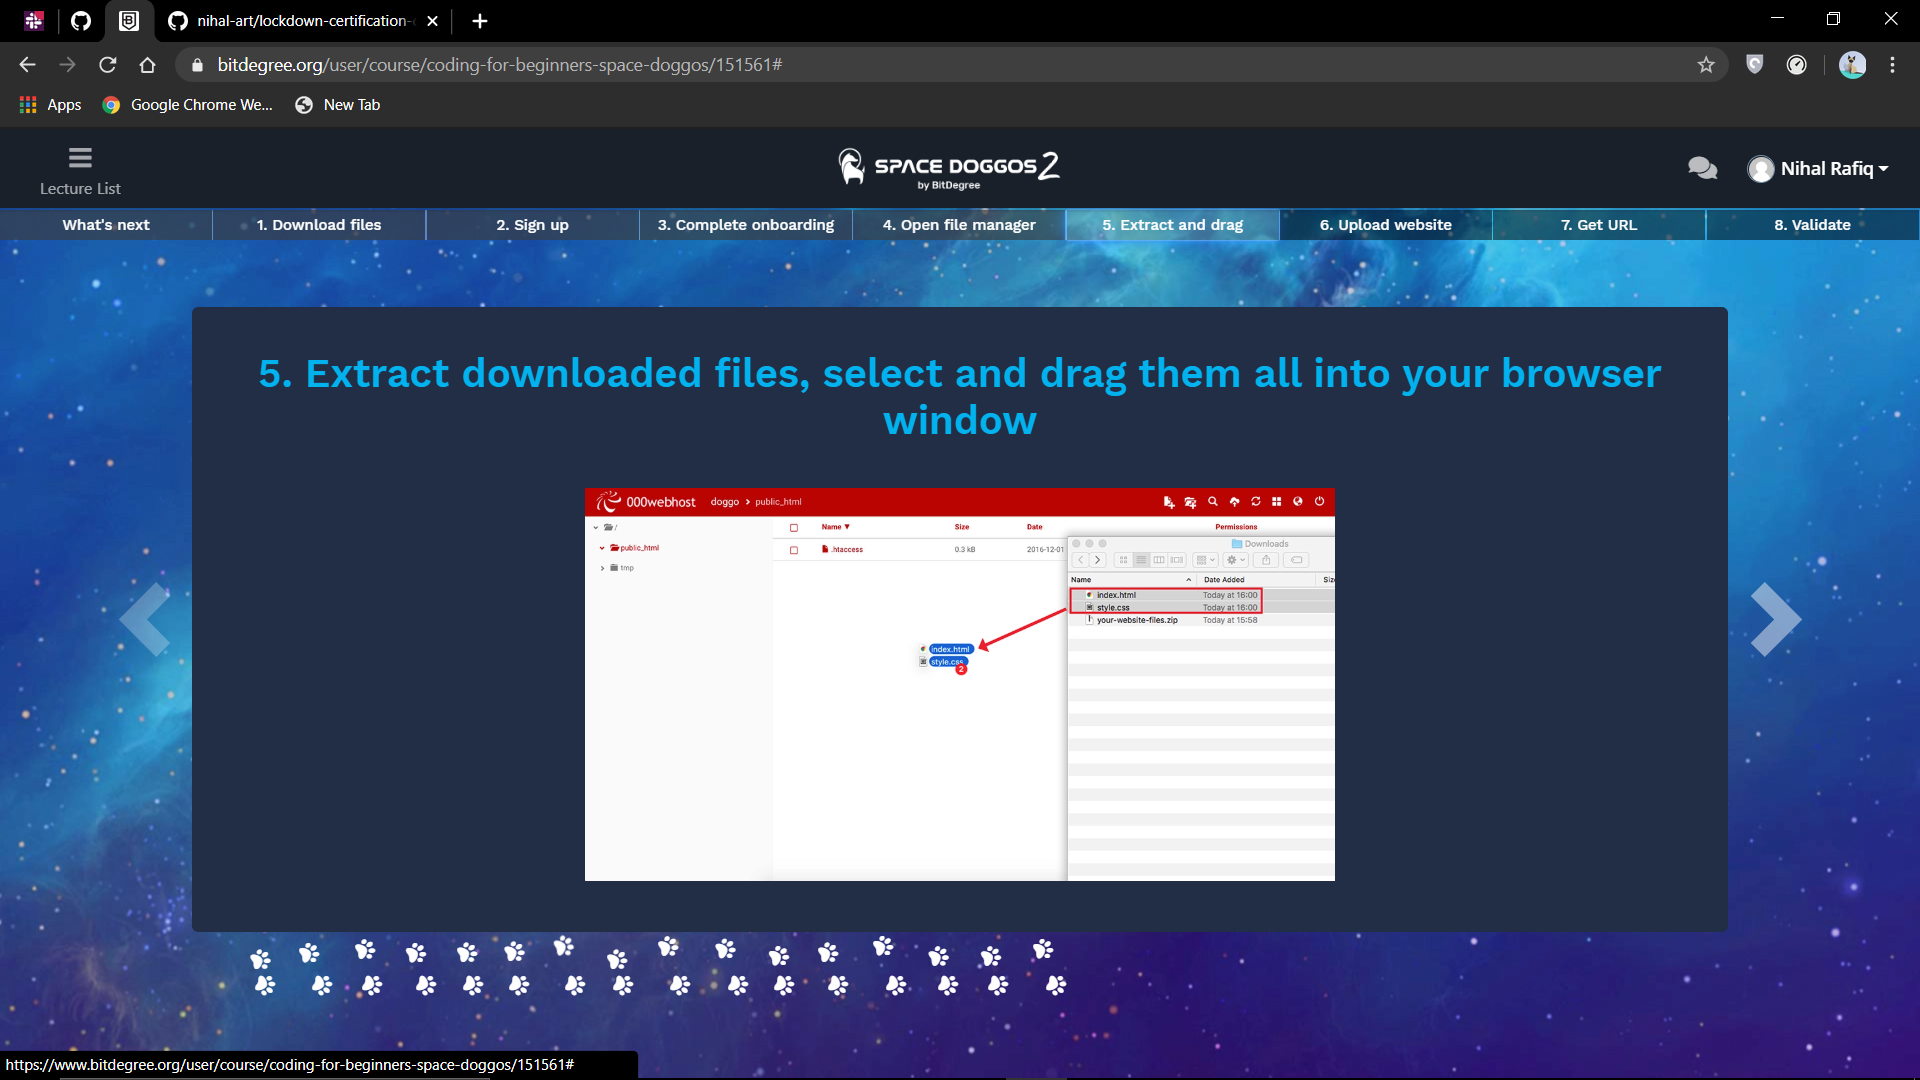 nihal-art/lockdown-certification-
bitdegree.org/user/course/coding-for-beginners-space-doggos/151561#
Apps
Google Chrome We...
New Tab
Lecture List
SPACE DOGGOS 2
by BitDegree
Nihal Rafiq
What's next
1. Download files
2. Sign up
3. Complete onboarding
4. Open file manager
5. Extract and drag
6. Upload website
7. Get URL
8. Validate
5. Extract downloaded files, select and drag them all into your browser
window
000webhost doggo > public_html
Name ▼ Size Date Permissions
/
public_html
tmp
.htaccess 0.3 kB 2016-12-01
Downloads
Name Date Added Siz
index.html Today at 16:00
style.css Today at 16:00
your-website-files.zip Today at 15:58
index.html
style.css
2
https://www.bitdegree.org/user/course/coding-for-beginners-space-doggos/151561#